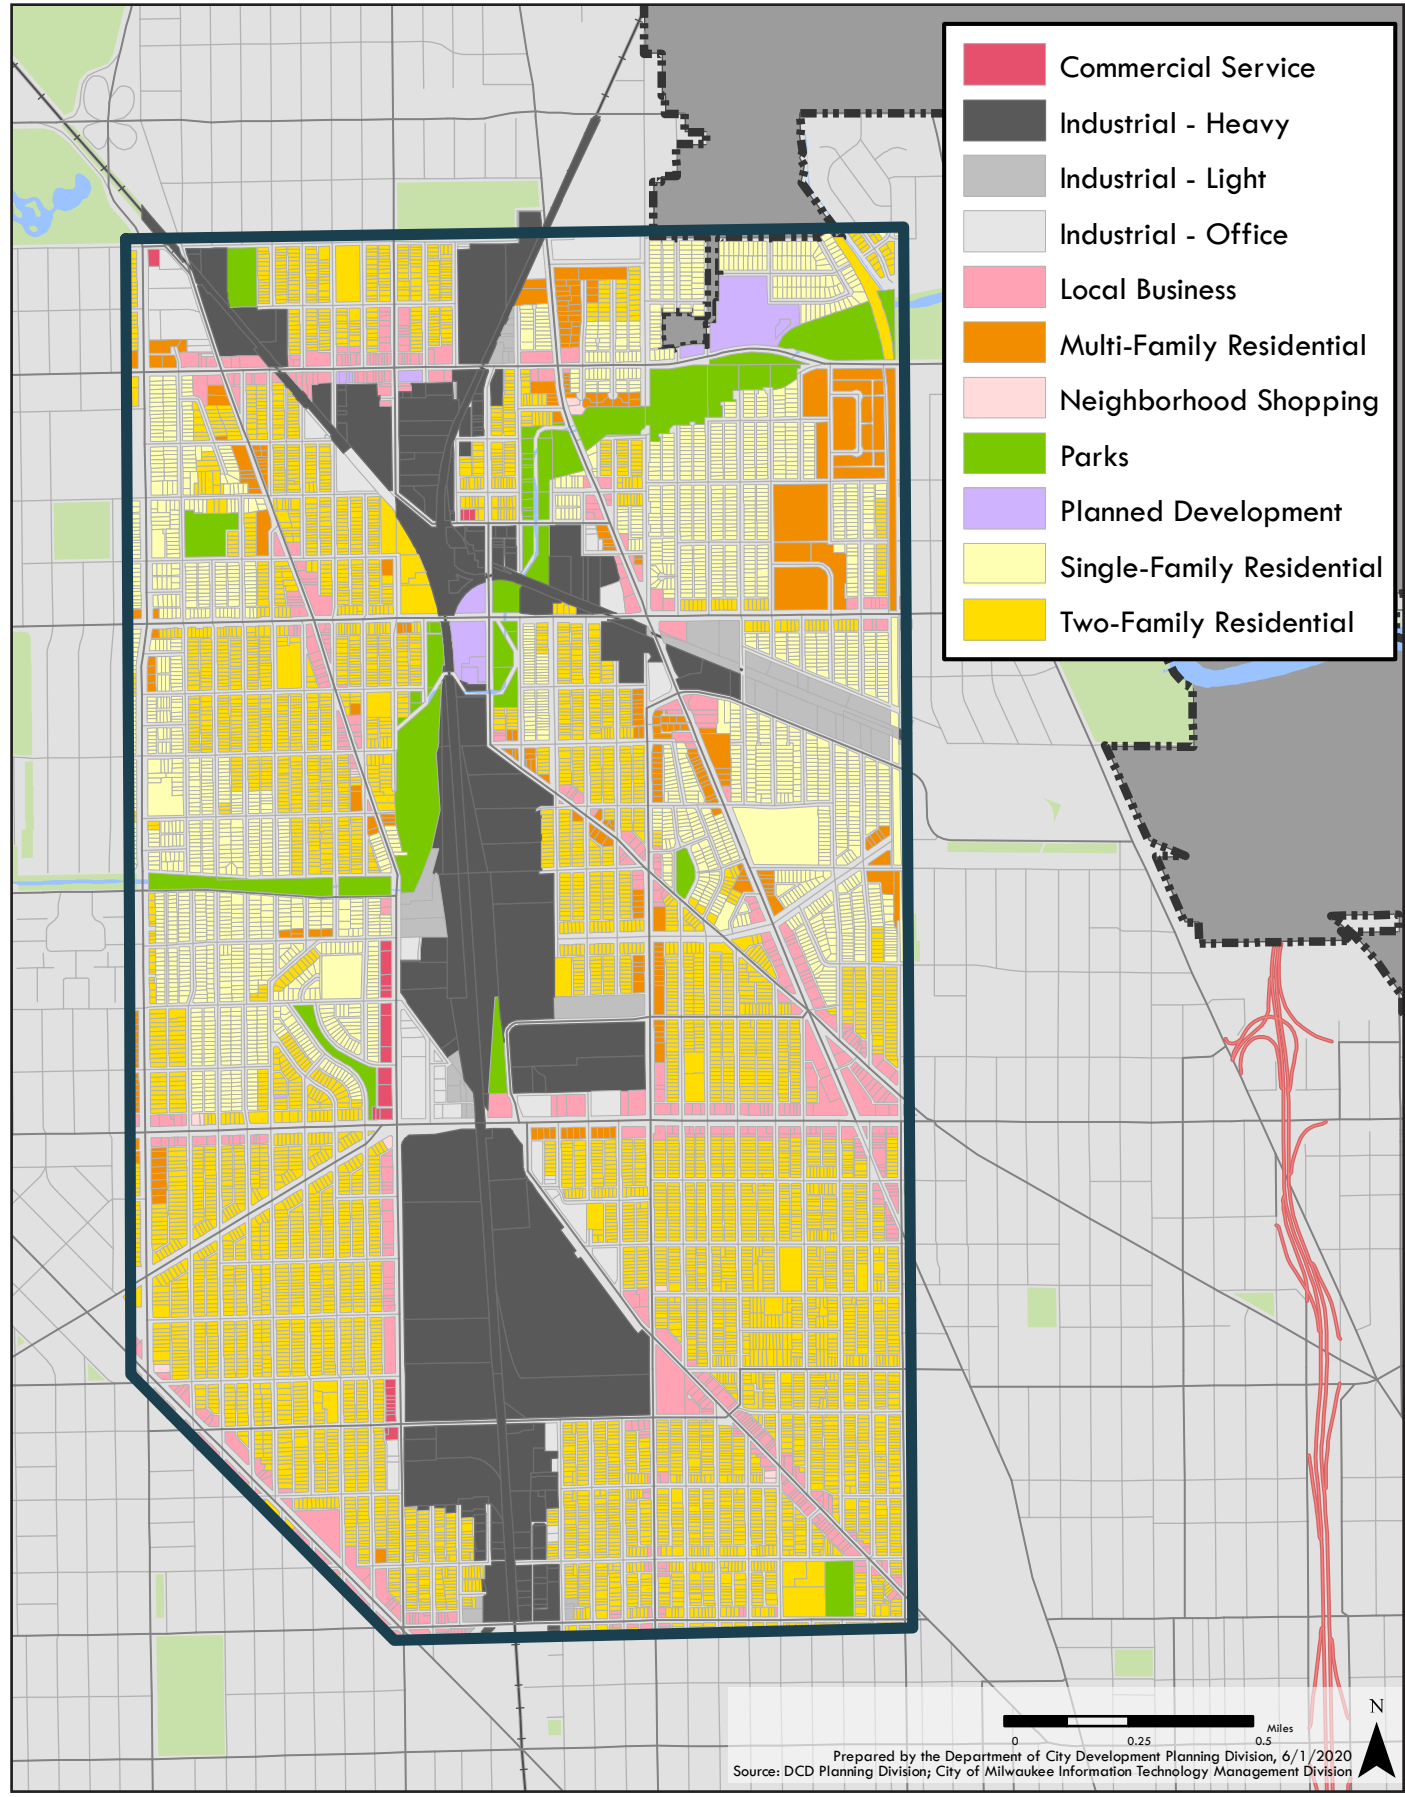 Commercial Service
Industrial - Heavy
Industrial - Light
Industrial - Office
Local Business
Multi-Family Residential
Neighborhood Shopping
Parks
Planned Development
Single-Family Residential
Two-Family Residential
N
Miles
0 0.25 0.5
Prepared by the Department of City Development Planning Division, 6/1/2020
Source: DCD Planning Division; City of Milwaukee Information Technology Management Division